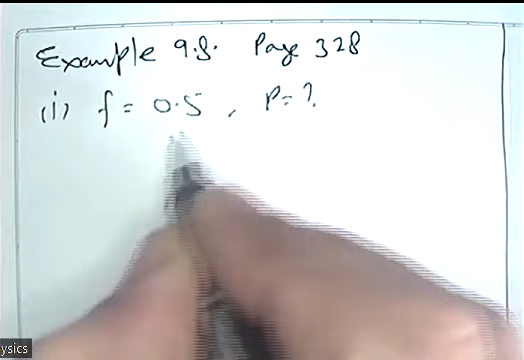 Example 9.8. Page 328
(i) f = 0.5, P = ?
ysics